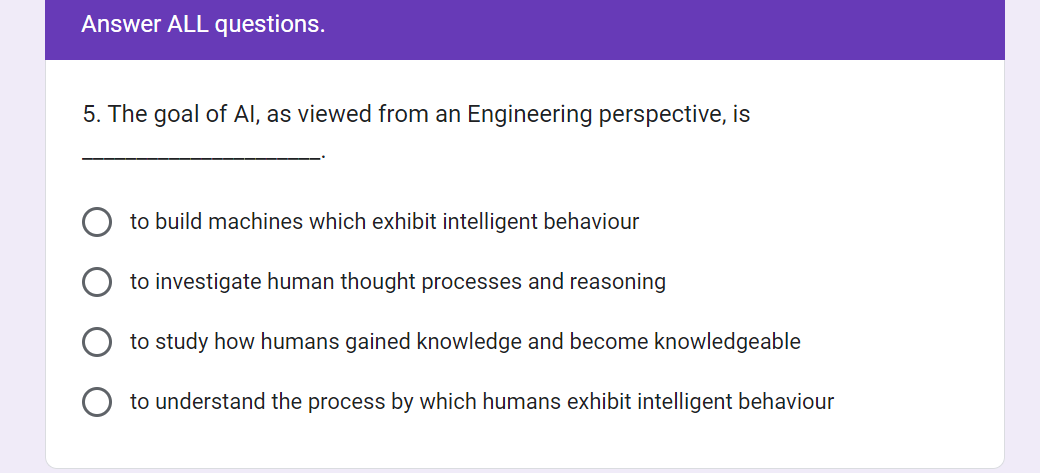 Answer ALL questions.
5. The goal of AI, as viewed from an Engineering perspective, is
______________________.
to build machines which exhibit intelligent behaviour
to investigate human thought processes and reasoning
to study how humans gained knowledge and become knowledgeable
to understand the process by which humans exhibit intelligent behaviour